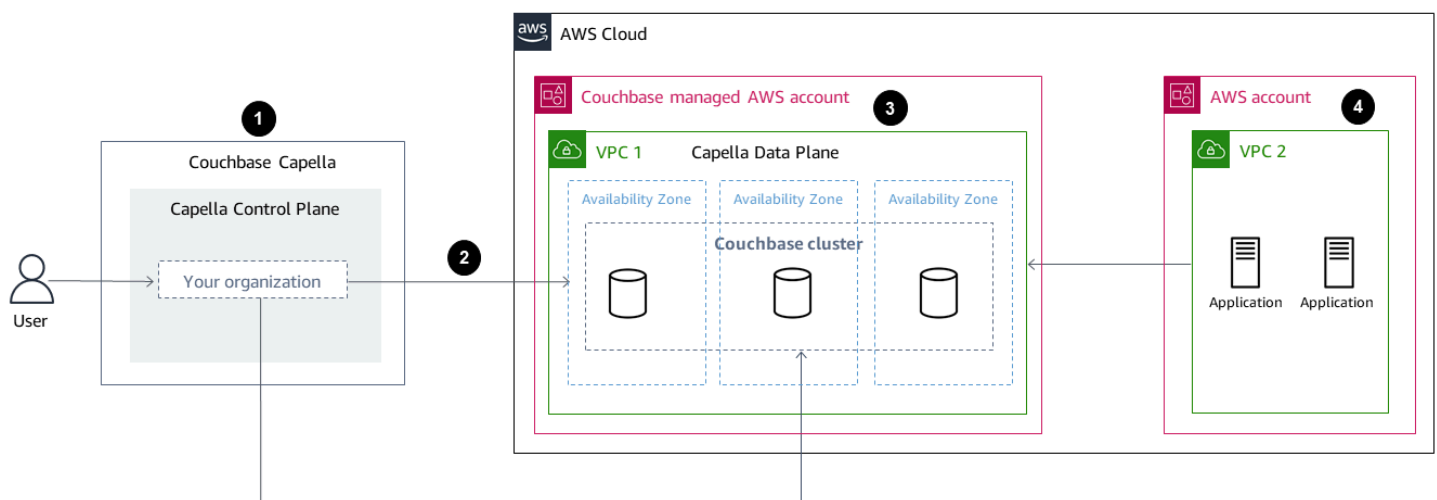 aws
AWS Cloud
Couchbase managed AWS account
3
AWS account
4
1
Couchbase Capella
VPC 1
Capella Data Plane
VPC 2
Capella Control Plane
Availability Zone
Availability Zone
Availability Zone
Couchbase cluster
2
Your organization
User
Application
Application